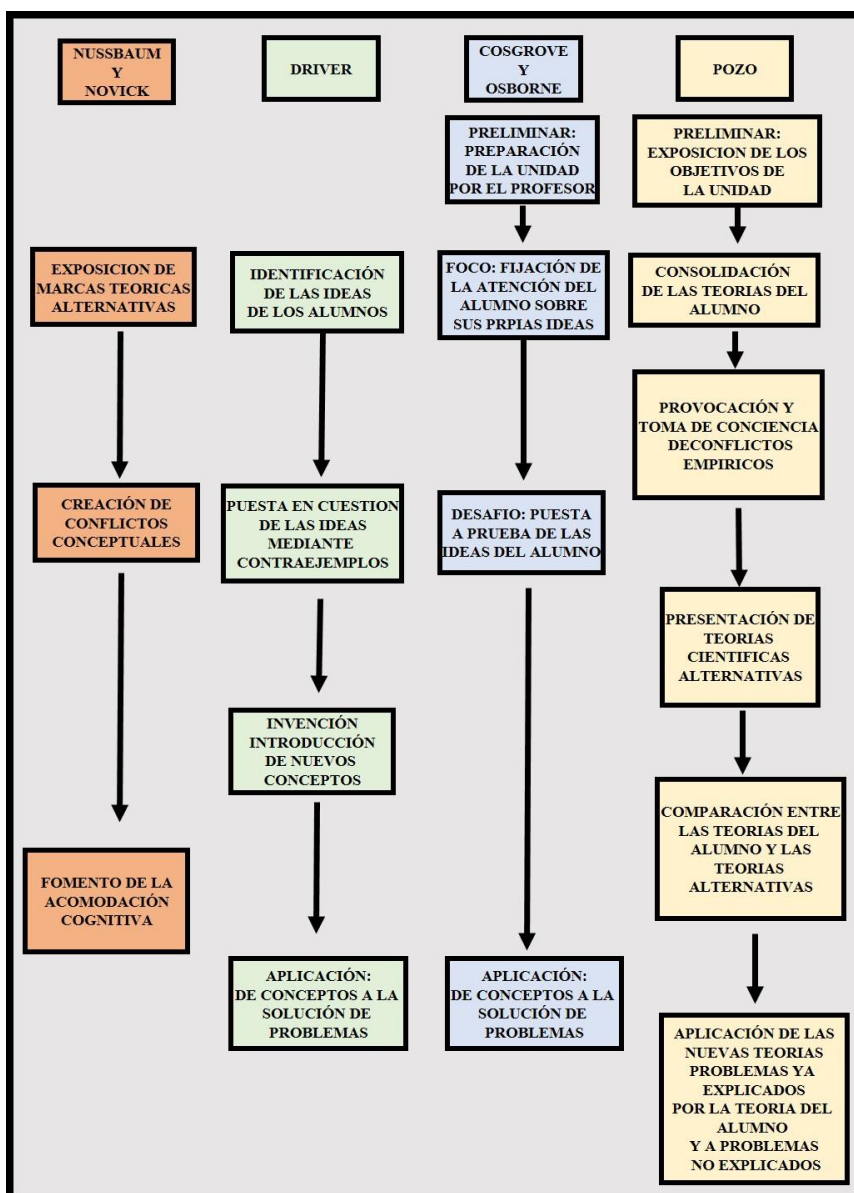 NUSSBAUM
Y
NOVICK
EXPOSICION DE
MARCAS TEORICAS
ALTERNATIVAS
CREACIÓN DE
CONFLICTOS
CONCEPTUALES
FOMENTO DE LA
ACOMODACIÓN
COGNITIVA
DRIVER
IDENTIFICACIÓN
DE LAS IDEAS
DE LOS ALUMNOS
PUESTA EN CUESTION
DE LAS IDEAS
MEDIANTE
CONTRAEJEMPLOS
INVENCIÓN
INTRODUCCIÓN
DE NUEVOS
CONCEPTOS
APLICACIÓN:
DE CONCEPTOS A LA
SOLUCIÓN DE
PROBLEMAS
COSGROVE
Y
OSBORNE
PRELIMINAR:
PREPARACIÓN
DE LA UNIDAD
POR EL PROFESOR
FOCO: FIJACIÓN DE
LA ATENCIÓN DEL
ALUMNO SOBRE
SUS PRPIAS IDEAS
DESAFIO: PUESTA
A PRUEBA DE LAS
IDEAS DEL ALUMNO
APLICACIÓN:
DE CONCEPTOS A LA
SOLUCIÓN DE
PROBLEMAS
POZO
PRELIMINAR:
EXPOSICION DE LOS
OBJETIVOS DE
LA UNIDAD
CONSOLIDACIÓN
DE LAS TEORIAS DEL
ALUMNO
PROVOCACIÓN Y
TOMA DE CONCIENCIA
DECONFLICTOS
EMPIRICOS
PRESENTACIÓN DE
TEORIAS
CIENTIFICAS
ALTERNATIVAS
COMPARACIÓN ENTRE
LAS TEORIAS DEL
ALUMNO Y LAS
TEORIAS
ALTERNATIVAS
APLICACIÓN DE LAS
NUEVAS TEORIAS
PROBLEMAS YA
EXPLICADOS
POR LA TEORIA DEL
ALUMNO
Y A PROBLEMAS
NO EXPLICADOS